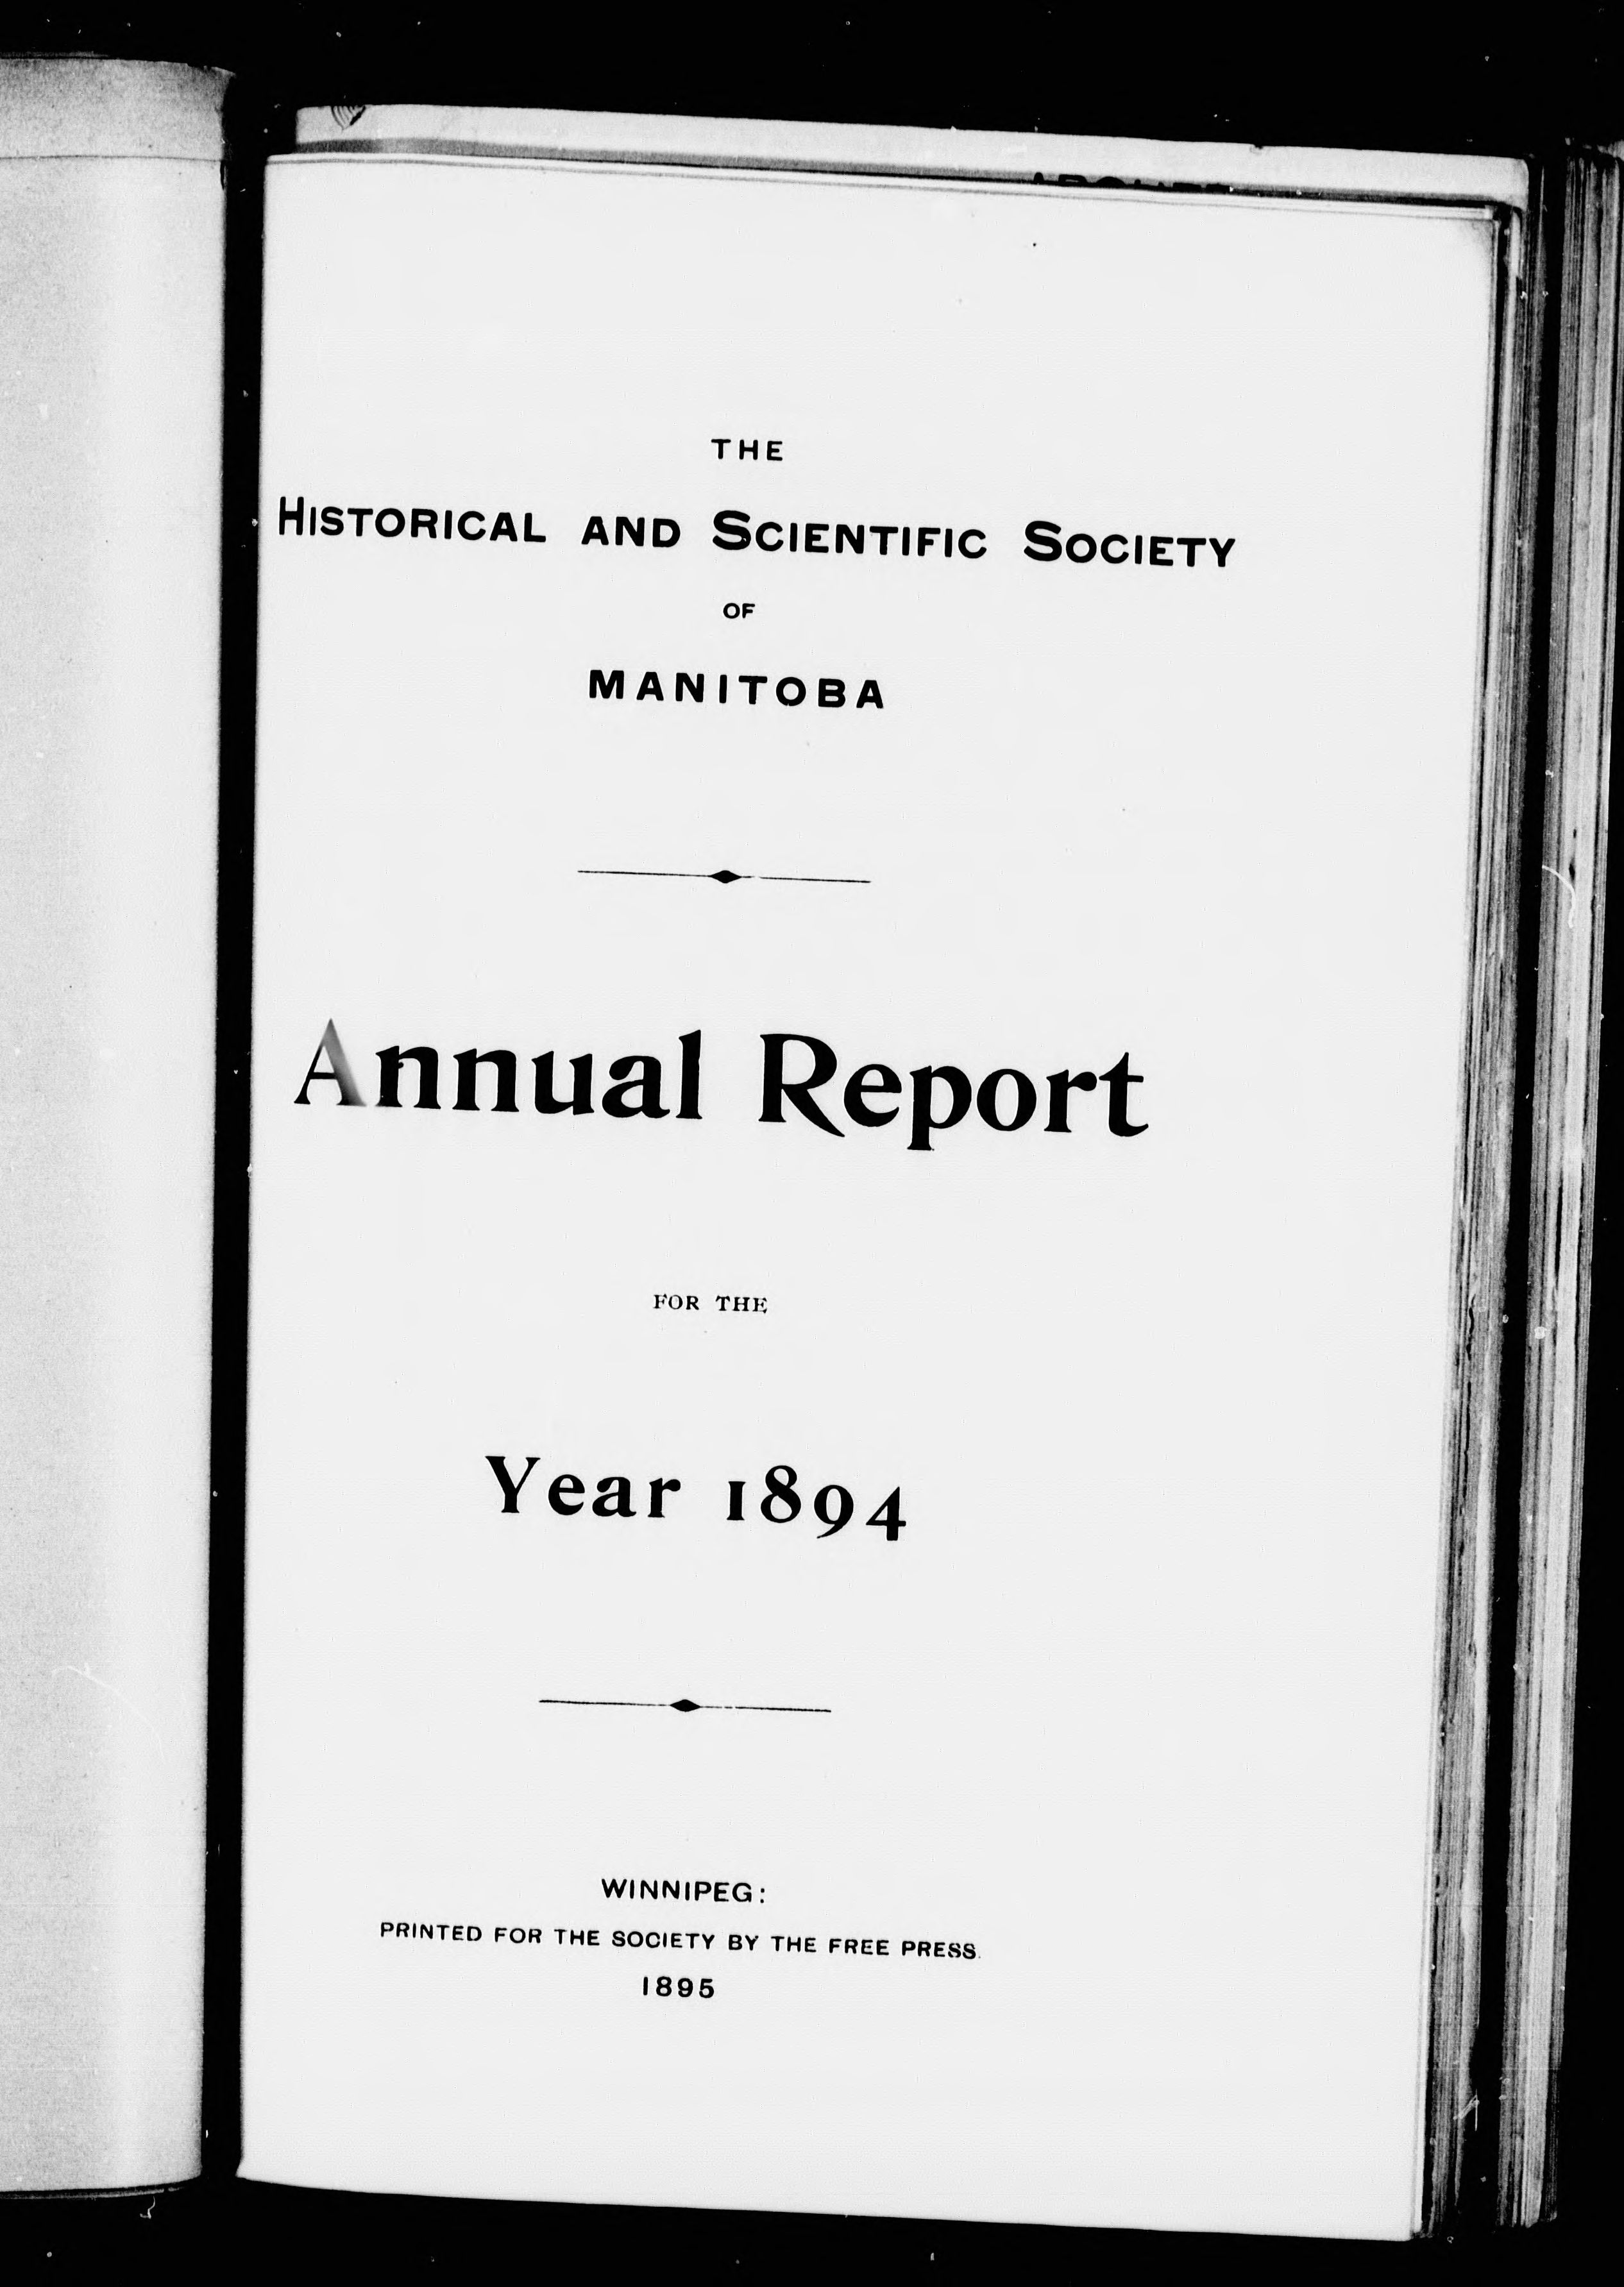 THE
HISTORICAL AND SCIENTIFIC SOCIETY
OF
MANITOBA
Annual Report
FOR THE
Year 1894
WINNIPEG:
PRINTED FOR THE SOCIETY BY THE FREE PRESS.
1895